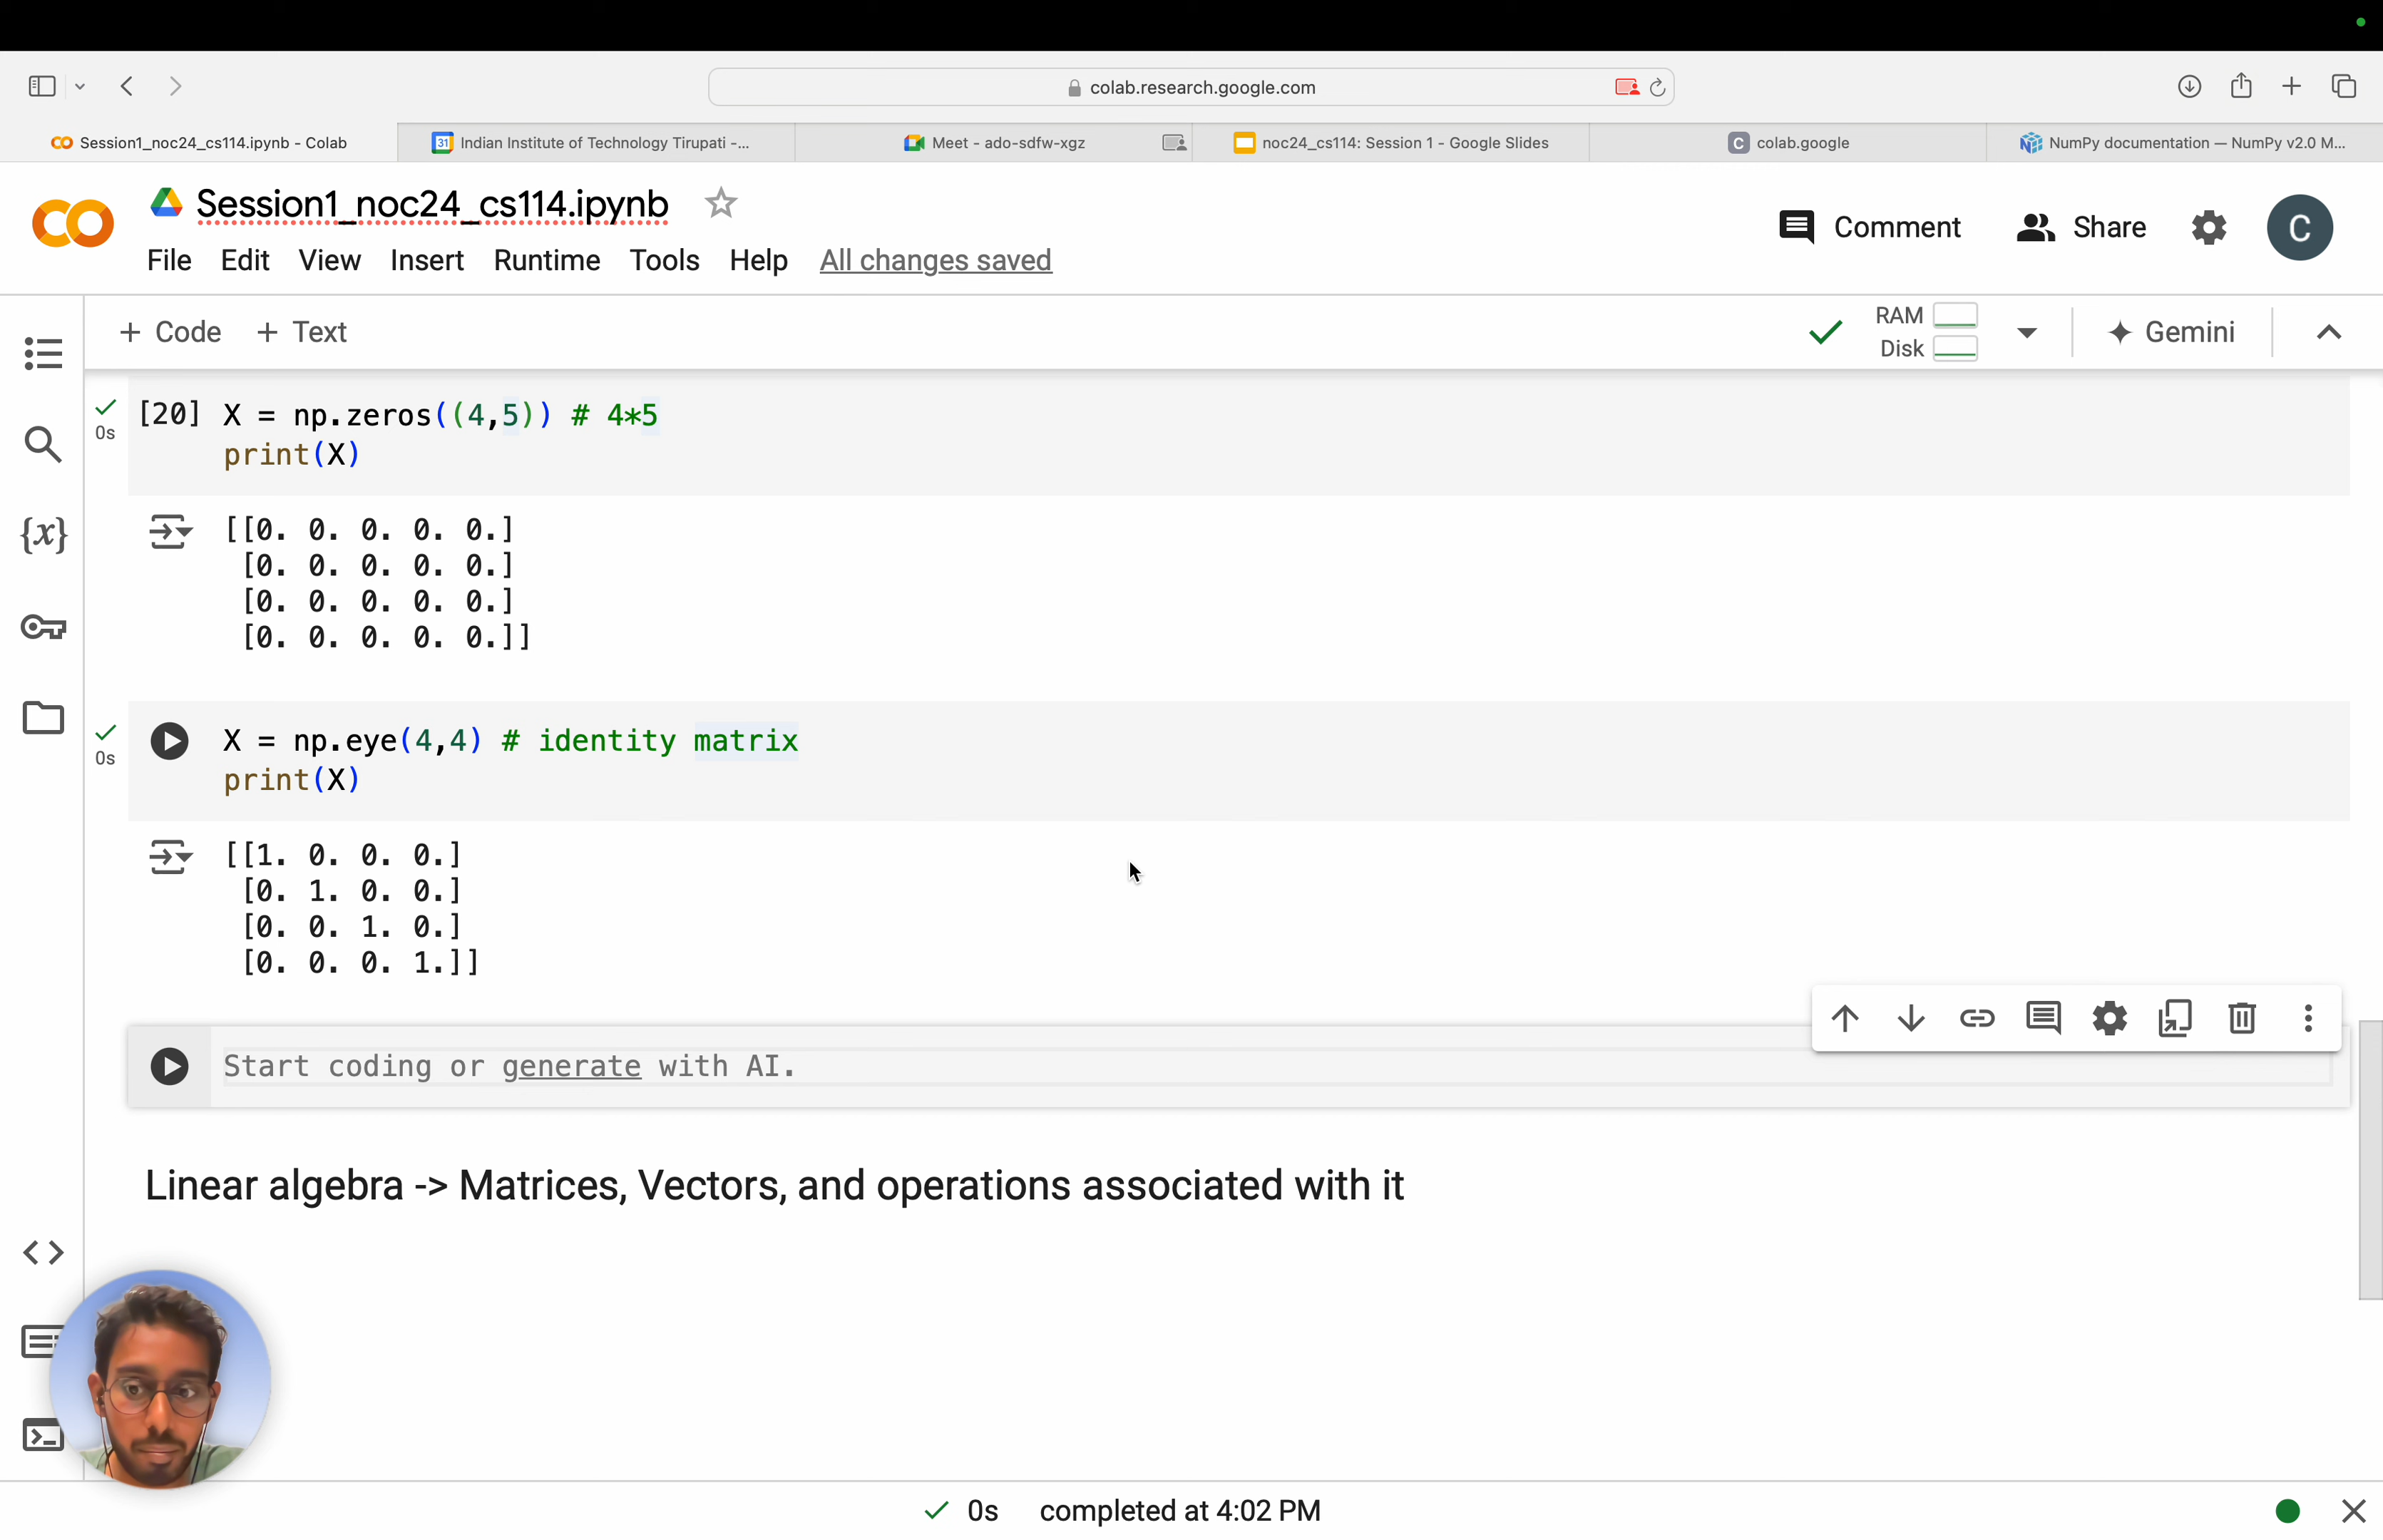 colab.research.google.com
Session1_noc24_cs114.ipynb - Colab
31
Indian Institute of Technology Tirupati -...
Meet - ado-sdfw-xgz
noc24_cs114: Session 1 - Google Slides
C
colab.google
NumPy documentation — NumPy v2.0 M...
Session1_noc24_cs114.ipynb
Comment
Share
C
File Edit View Insert Runtime Tools Help All changes saved
+ Code + Text
RAM
Disk
Gemini
[20] X = np.zeros((4,5)) # 4*5
0s
print(X)
[[0. 0. 0. 0. 0.]
[0. 0. 0. 0. 0.]
[0. 0. 0. 0. 0.]
[0. 0. 0. 0. 0.]]
{x}
X = np.eye(4,4) # identity matrix
0s
print(X)
[[1. 0. 0. 0.]
[0. 1. 0. 0.]
[0. 0. 1. 0.]
[0. 0. 0. 1.]]
Start coding or generate with AI.
Linear algebra -> Matrices, Vectors, and operations associated with it
0s completed at 4:02 PM